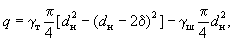 q = γт π/4 [dн² − (dн − 2δ)²] − γш π/4 dн²,